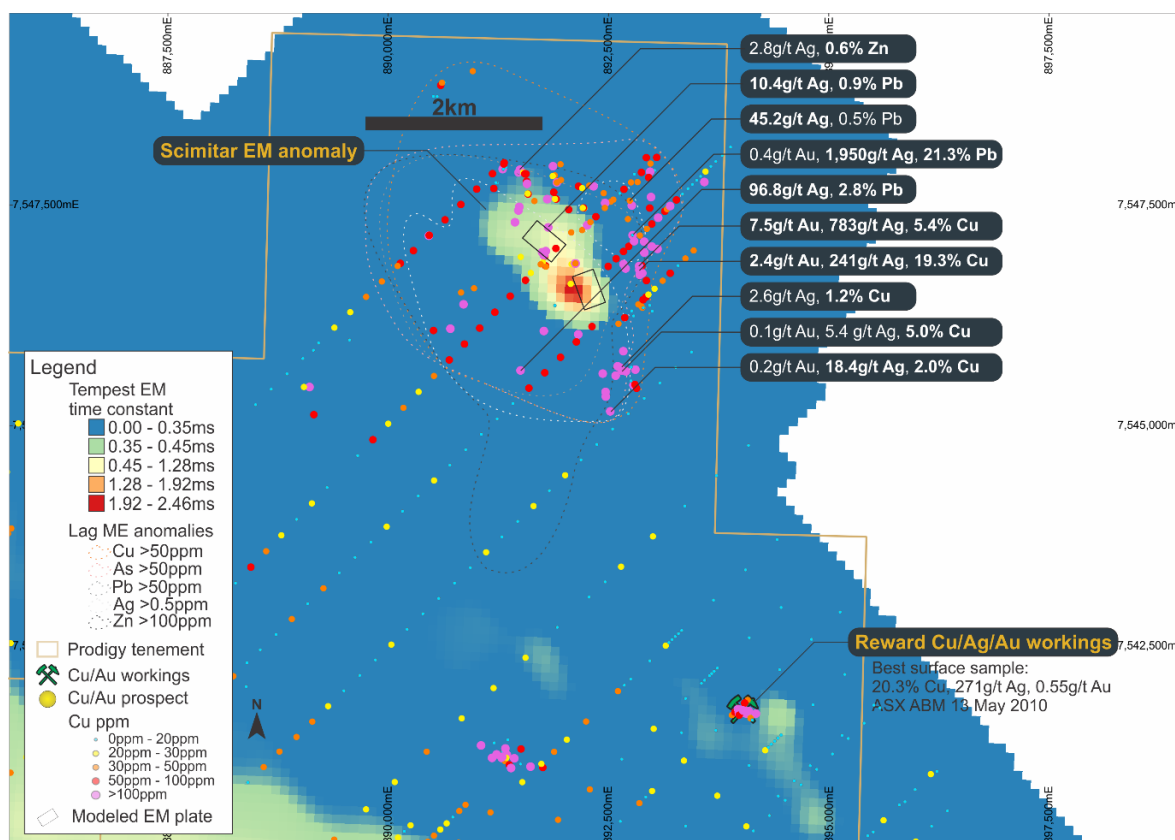 887,500mE
890,000mE
892,500mE
897,500mE
2.8g/t Ag, 0.6% Zn
10.4g/t Ag, 0.9% Pb
2km
45.2g/t Ag, 0.5% Pb
Scimitar EM anomaly
0.4g/t Au, 1,950g/t Ag, 21.3% Pb
96.8g/t Ag, 2.8% Pb
7,547,500mE
7,547,500mE
7.5g/t Au, 783g/t Ag, 5.4% Cu
2.4g/t Au, 241g/t Ag, 19.3% Cu
2.6g/t Ag, 1.2% Cu
0.1g/t Au, 5.4 g/t Ag, 5.0% Cu
0.2g/t Au, 18.4g/t Ag, 2.0% Cu
7,545,000m
Legend
Tempest EM
time constant
0.00 - 0.35ms
0.35 - 0.45ms
0.45 - 1.28ms
1.28 - 1.92ms
1.92 - 2.46ms
Lag ME anomalies
Cu >50ppm
As >50ppm
Pb >50ppm
Ag >0.5ppm
Zn >100ppm
Prodigy tenement
Cu/Au workings
Cu/Au prospect
Cu ppm
0ppm - 20ppm
20ppm - 30ppm
30ppm - 50ppm
50ppm - 100ppm
>100ppm
Modeled EM plate
N
Reward Cu/Ag/Au workings
7,542,500mE
Best surface sample:
20.3% Cu, 271g/t Ag, 0.55g/t Au
ASX ABM 13 May 2010
890,000mE
892,500mE
895,000mE
897,500mE